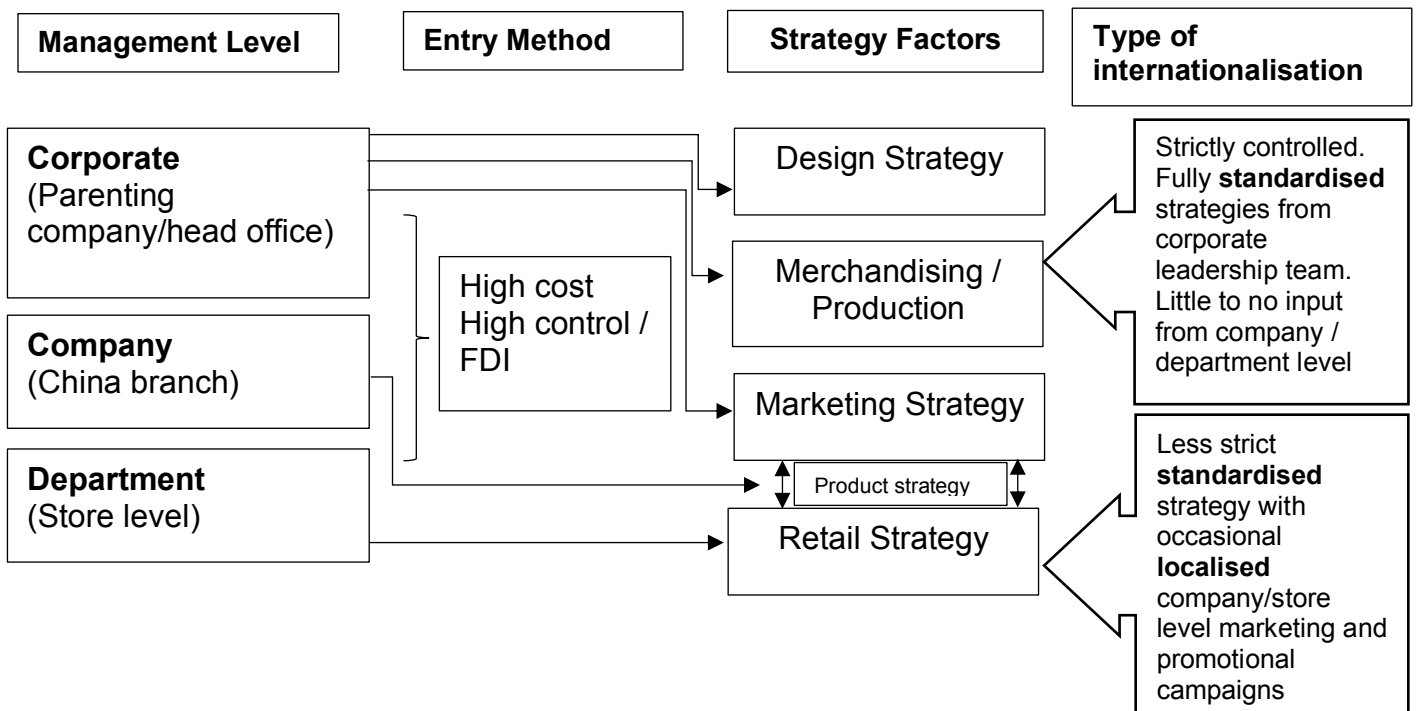 Management Level
Entry Method
Strategy Factors
Type of
internationalisation
Corporate
(Parenting
company/head office)
Company
(China branch)
Department
(Store level)
High cost
High control /
FDI
Design Strategy
Merchandising /
Production
Marketing Strategy
Product strategy
Retail Strategy
Strictly controlled.
Fully standardised
strategies from
corporate
leadership team.
Little to no input
from company /
department level
Less strict
standardised
strategy with
occasional
localised
company/store
level marketing and
promotional
campaigns